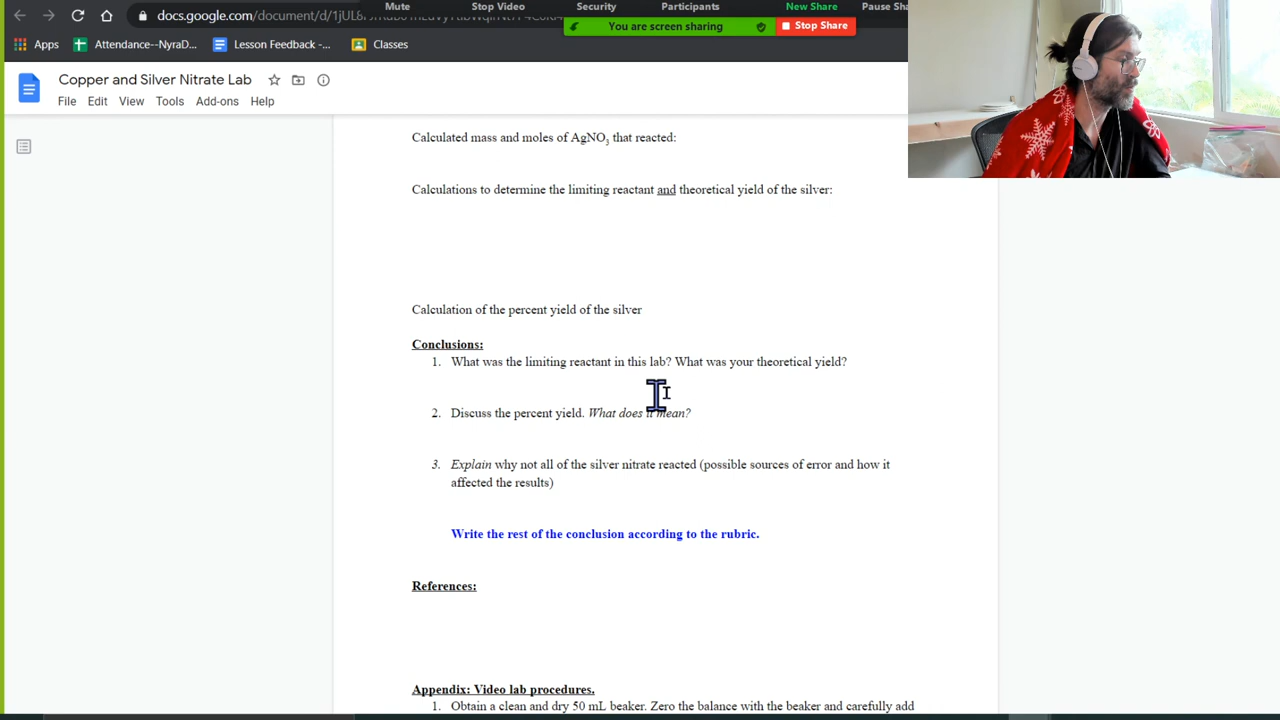 Mute Stop Video Security Participants New Share Pause Sha
You are screen sharing Stop Share
docs.google.com/document/d/
Apps Attendance--NyraD... Lesson Feedback -... Classes
Copper and Silver Nitrate Lab
File Edit View Tools Add-ons Help
Calculated mass and moles of AgNO₃ that reacted:
Calculations to determine the limiting reactant and theoretical yield of the silver:
Calculation of the percent yield of the silver
Conclusions:
1. What was the limiting reactant in this lab? What was your theoretical yield?
2. Discuss the percent yield. What does it mean?
3. Explain why not all of the silver nitrate reacted (possible sources of error and how it
affected the results)
Write the rest of the conclusion according to the rubric.
References:
Appendix: Video lab procedures.
1. Obtain a clean and dry 50 mL beaker. Zero the balance with the beaker and carefully add